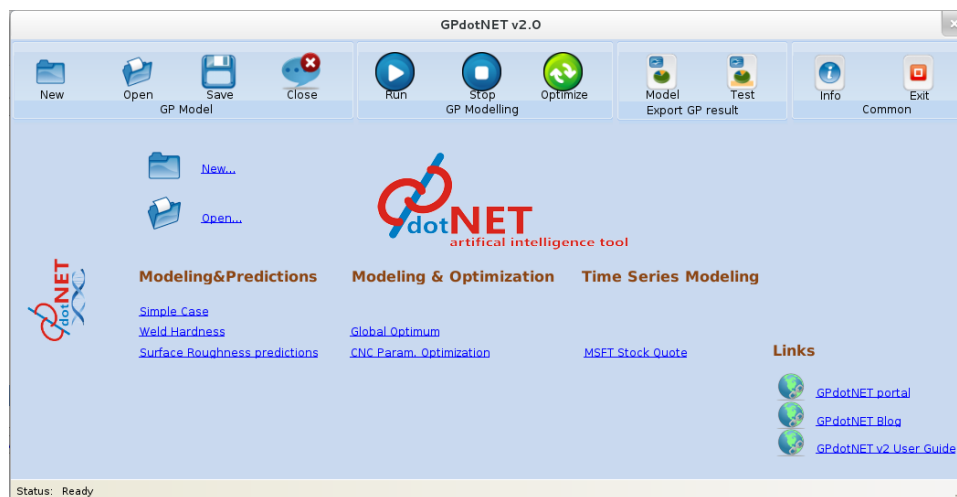 GPdotNET v2.0
New Open Save Close Run Stop Optimize Model Test Info Exit
GP Model GP Modelling Export GP result Common
New...
Open...
dotNET
artifical intelligence tool
dotNET
Modeling&Predictions Modeling & Optimization Time Series Modeling
Simple Case
Weld Hardness Global Optimum
Surface Roughness predictions CNC Param. Optimization MSFT Stock Quote
Links
GPdotNET portal
GPdotNET Blog
GPdotNET v2 User Guide
Status: Ready